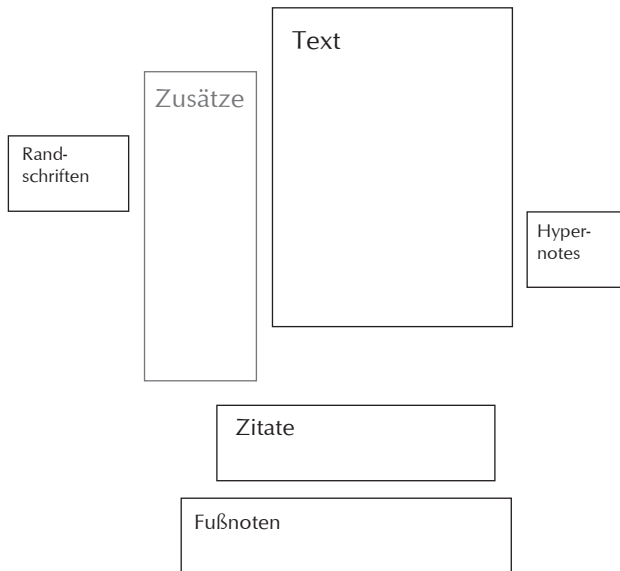 Text
Zusätze
Rand-
schriften
Hyper-
notes
Zitate
Fußnoten